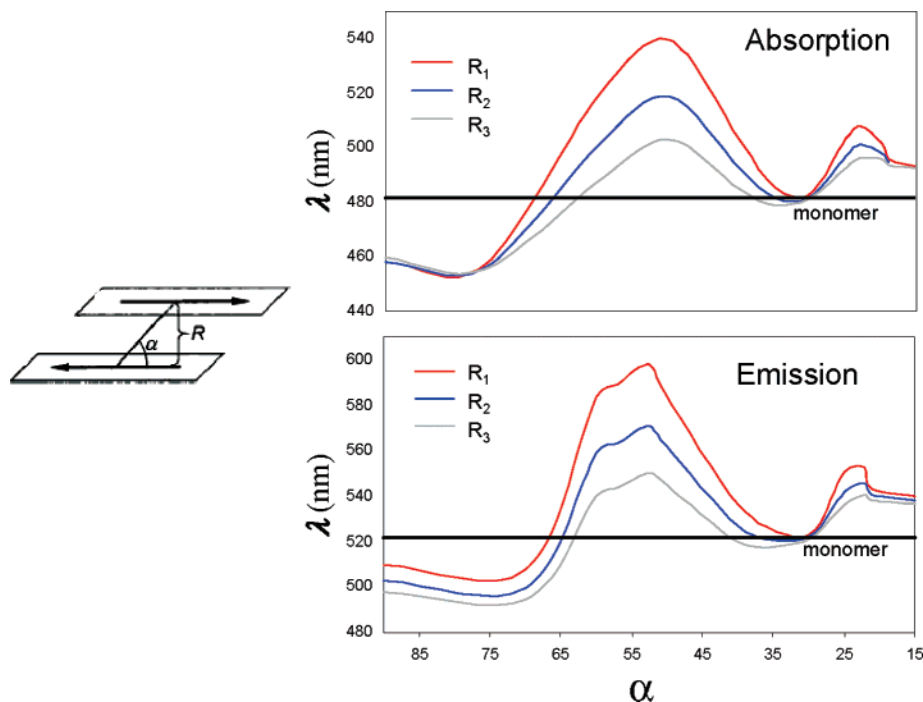 R
α
Absorption
λ (nm)
540
520
500
480
460
440
R1
R2
R3
monomer
Emission
λ (nm)
600
580
560
540
520
500
480
R1
R2
R3
monomer
85 75 65 55 45 35 25 15
α